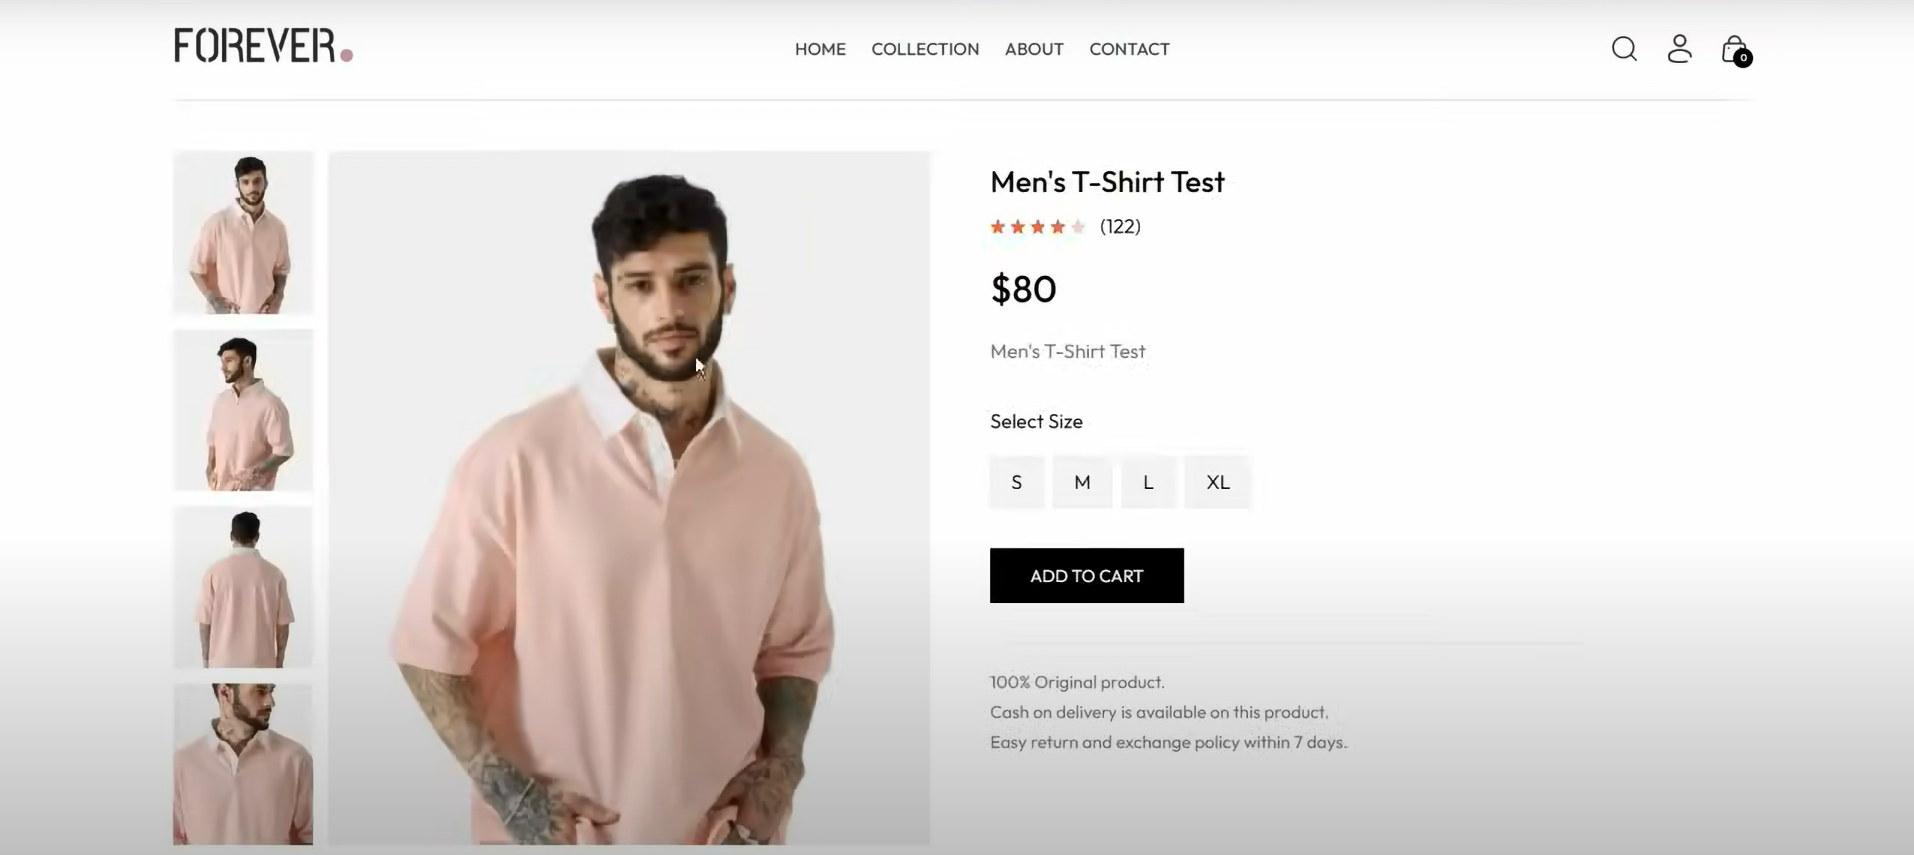 FOREVER.
HOME COLLECTION ABOUT CONTACT
0
Men's T-Shirt Test
(122)
$80
Men's T-Shirt Test
Select Size
S M L XL
ADD TO CART
100% Original product.
Cash on delivery is available on this product.
Easy return and exchange policy within 7 days.